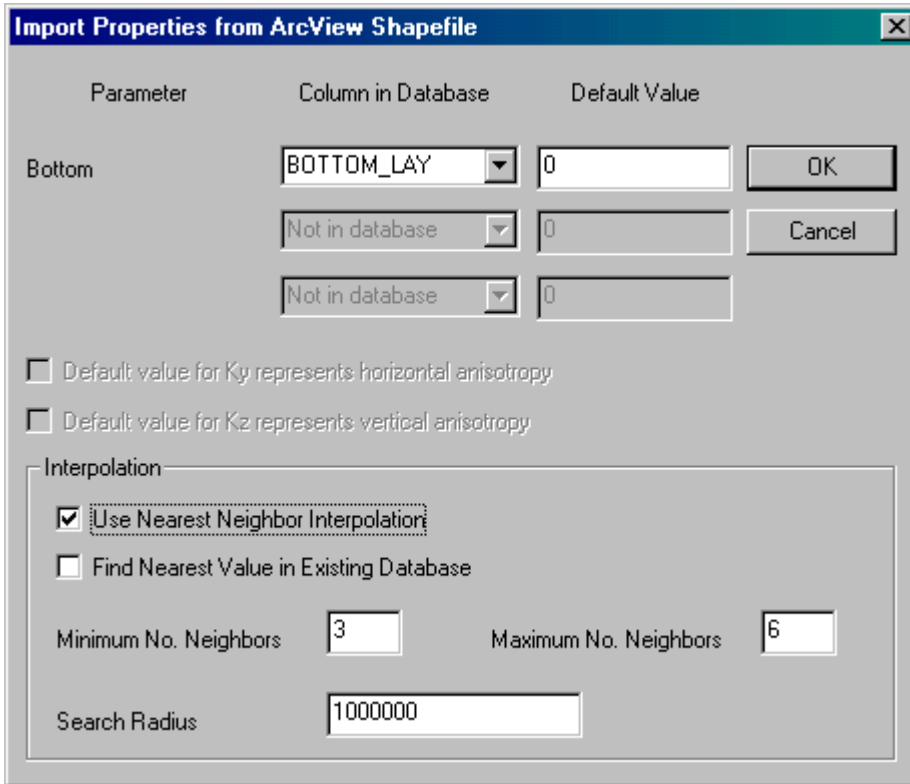 Import Properties from ArcView Shapefile
Parameter Column in Database Default Value
Bottom BOTTOM_LAY 0 OK
Not in database 0 Cancel
Not in database 0
Default value for Ky represents horizontal anisotropy
Default value for Kz represents vertical anisotropy
Interpolation
Use Nearest Neighbor Interpolation
Find Nearest Value in Existing Database
Minimum No. Neighbors 3 Maximum No. Neighbors 6
Search Radius 1000000